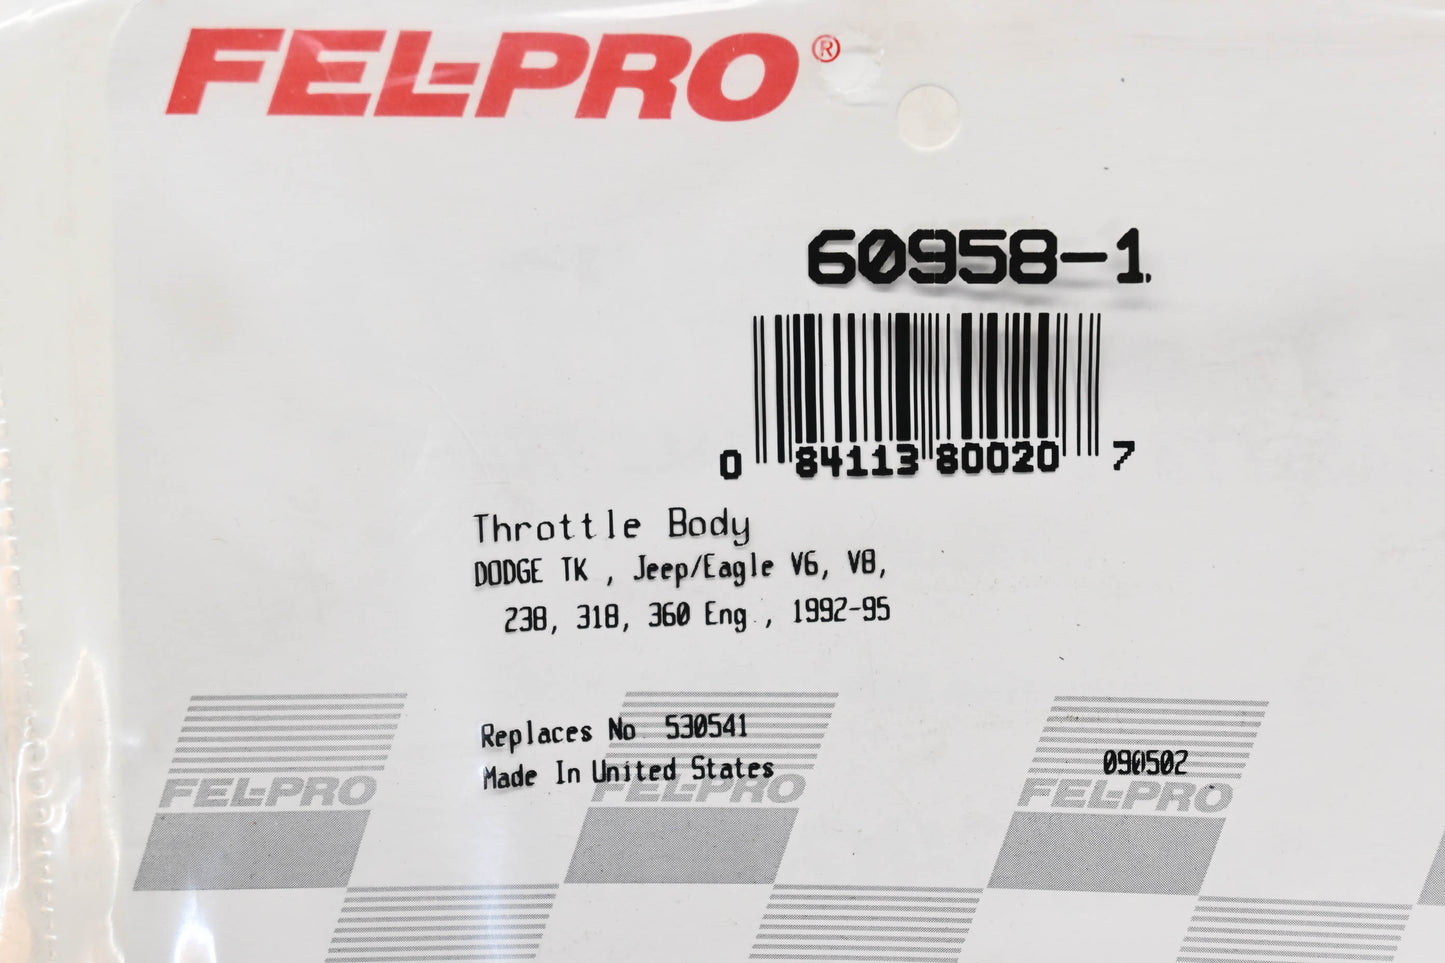 FEL-PRO®
60958-1
0 84113 80020 7
Throttle Body
DODGE TK , Jeep/Eagle V6, V8,
238, 318, 360 Eng., 1992-95
Replaces No 530541
Made In United States
090502
FEL-PRO FEL-PRO FEL-PRO